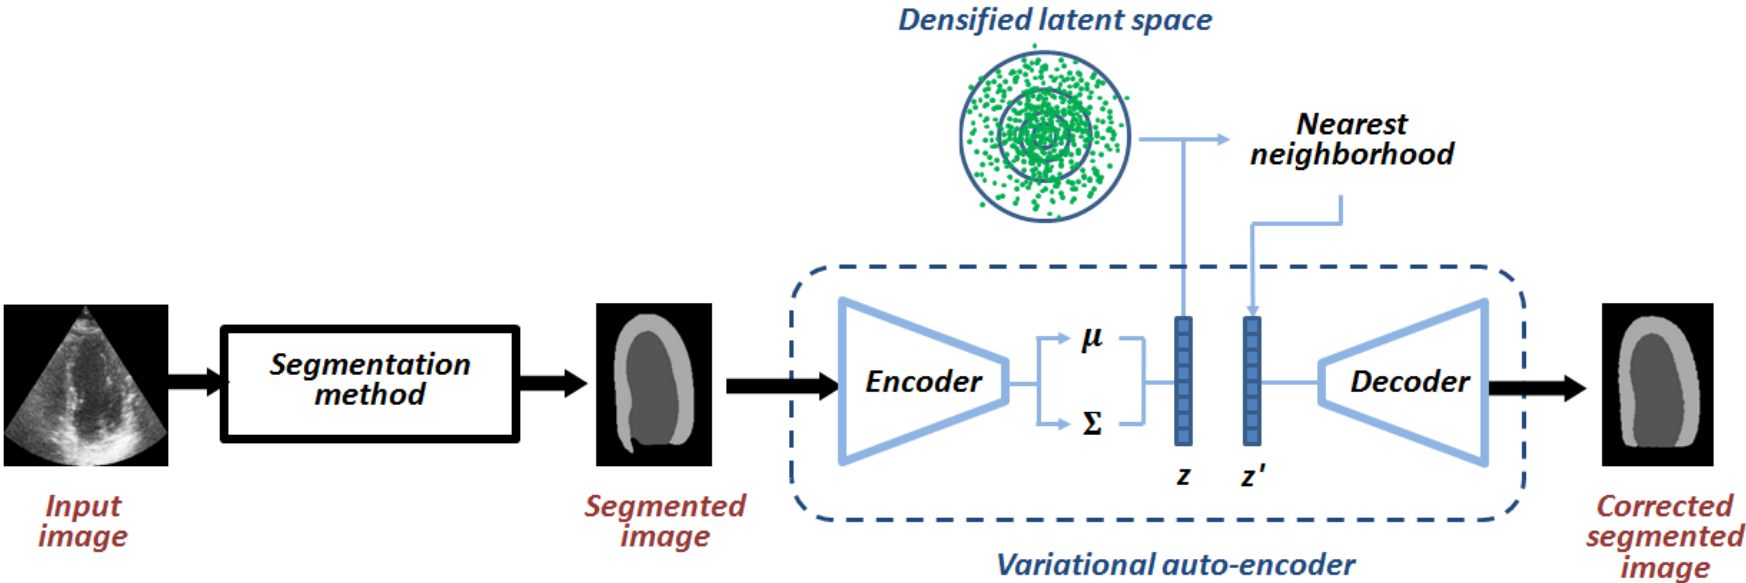 Densified latent space
Nearest
neighborhood
Segmentation
method
Encoder
μ
Σ
z
z'
Decoder
Input
image
Segmented
image
Variational auto-encoder
Corrected
segmented
image